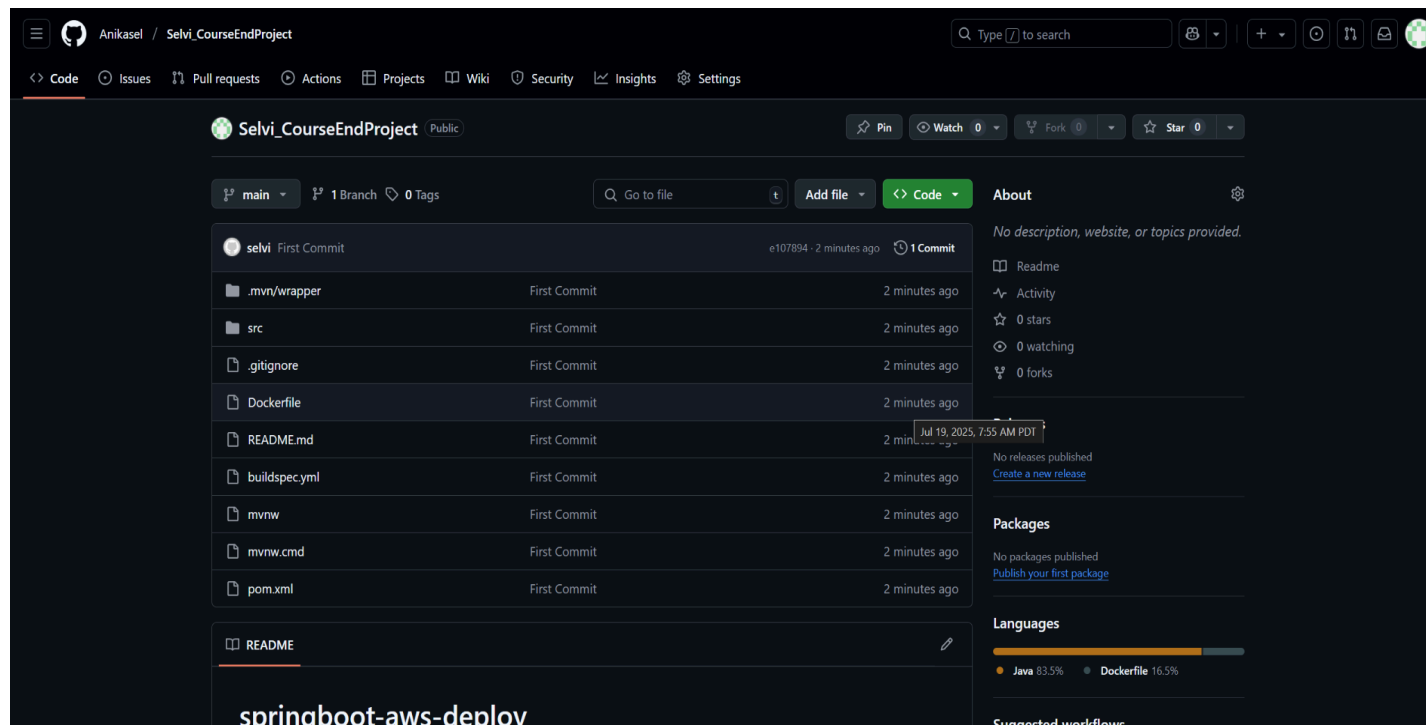 Anikasel / Selvi_CourseEndProject
Type / to search
Code Issues Pull requests Actions Projects Wiki Security Insights Settings
Selvi_CourseEndProject Public
Pin Watch 0 Fork 0 Star 0
main 1 Branch 0 Tags
Go to file t Add file Code
selvi First Commit e107894 · 2 minutes ago 1 Commit
.mvn/wrapper First Commit 2 minutes ago
src First Commit 2 minutes ago
.gitignore First Commit 2 minutes ago
Dockerfile First Commit 2 minutes ago
README.md First Commit 2
buildspec.yml First Commit 2 minutes ago
mvnw First Commit 2 minutes ago
mvnw.cmd First Commit 2 minutes ago
pom.xml First Commit 2 minutes ago
Jul 19, 2025, 7:55 AM PDT
README
springboot-aws-deploy
About
No description, website, or topics provided.
Readme
Activity
0 stars
0 watching
0 forks
No releases published
Create a new release
Packages
No packages published
Publish your first package
Languages
Java 83.5% Dockerfile 16.5%
Suggested workflows